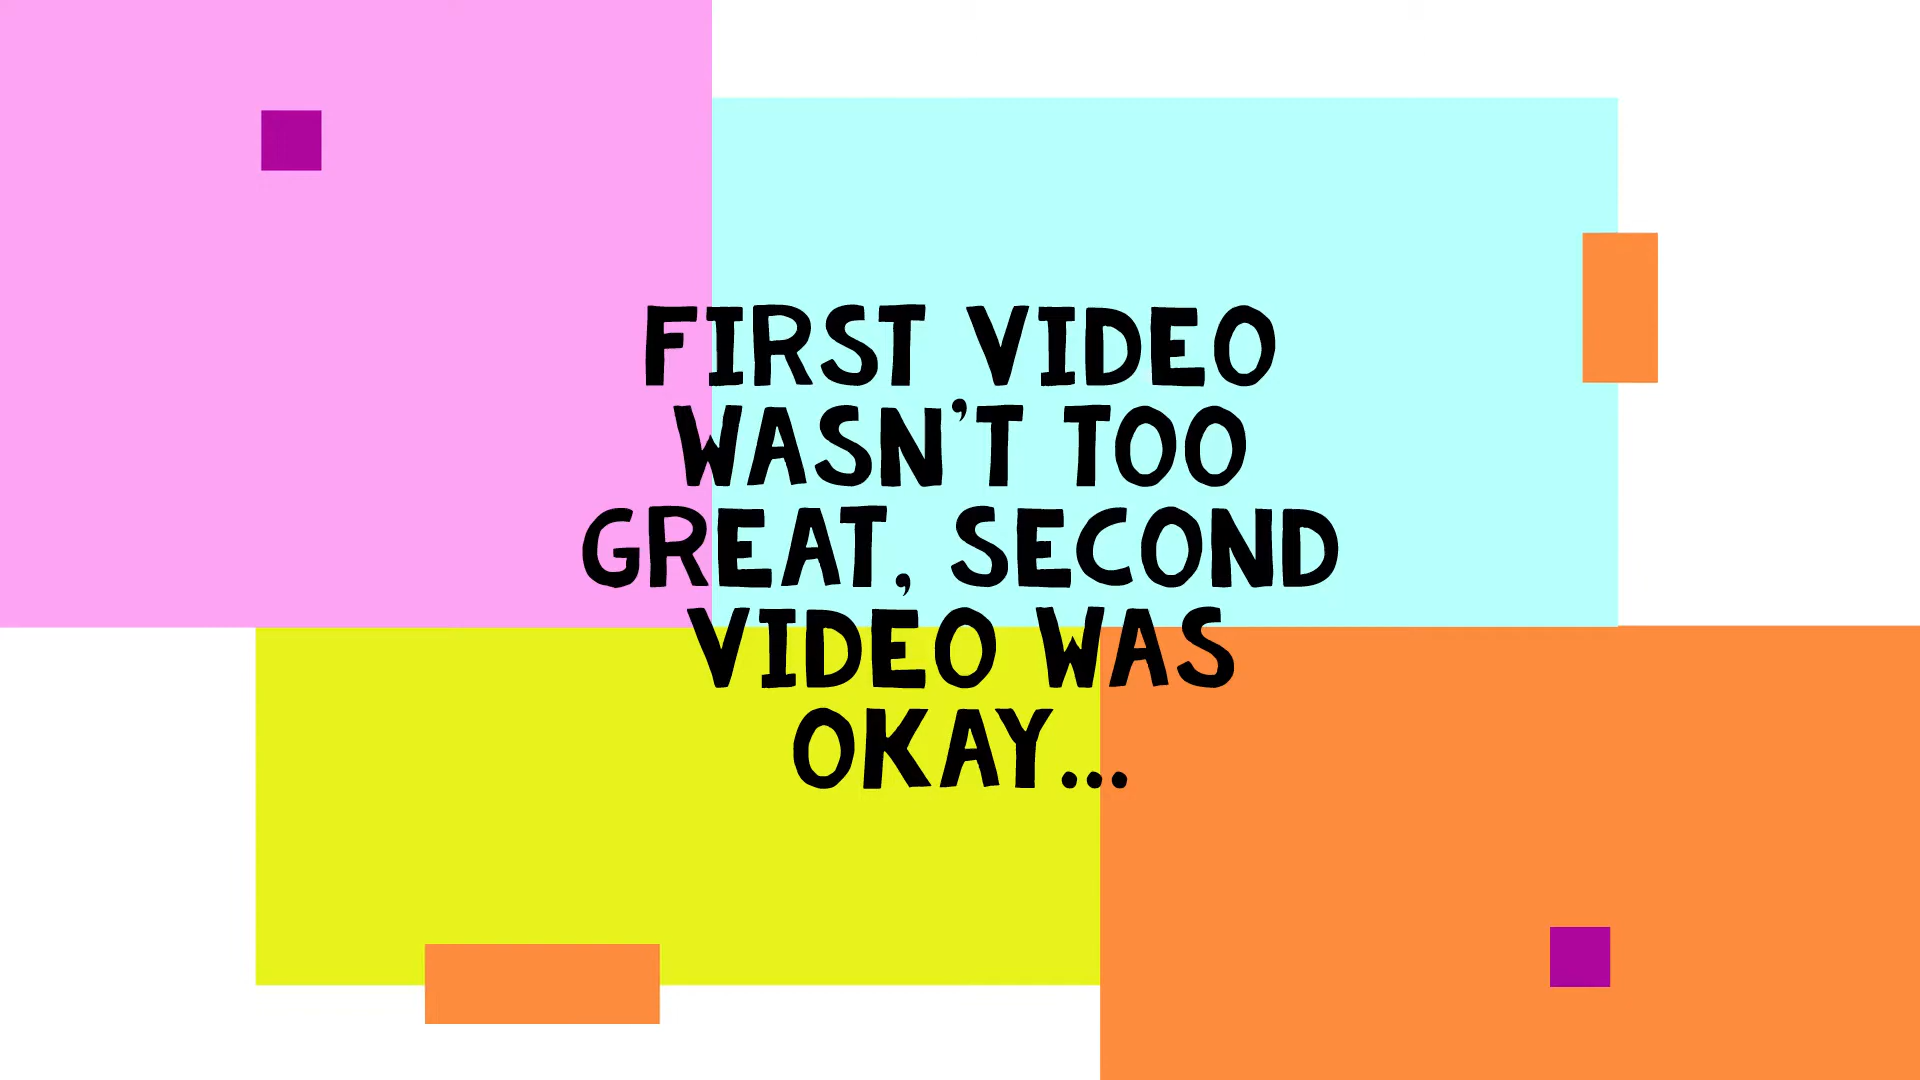 FIRST VIDEO
WASN'T TOO
GREAT, SECOND
VIDEO WAS
OKAY...